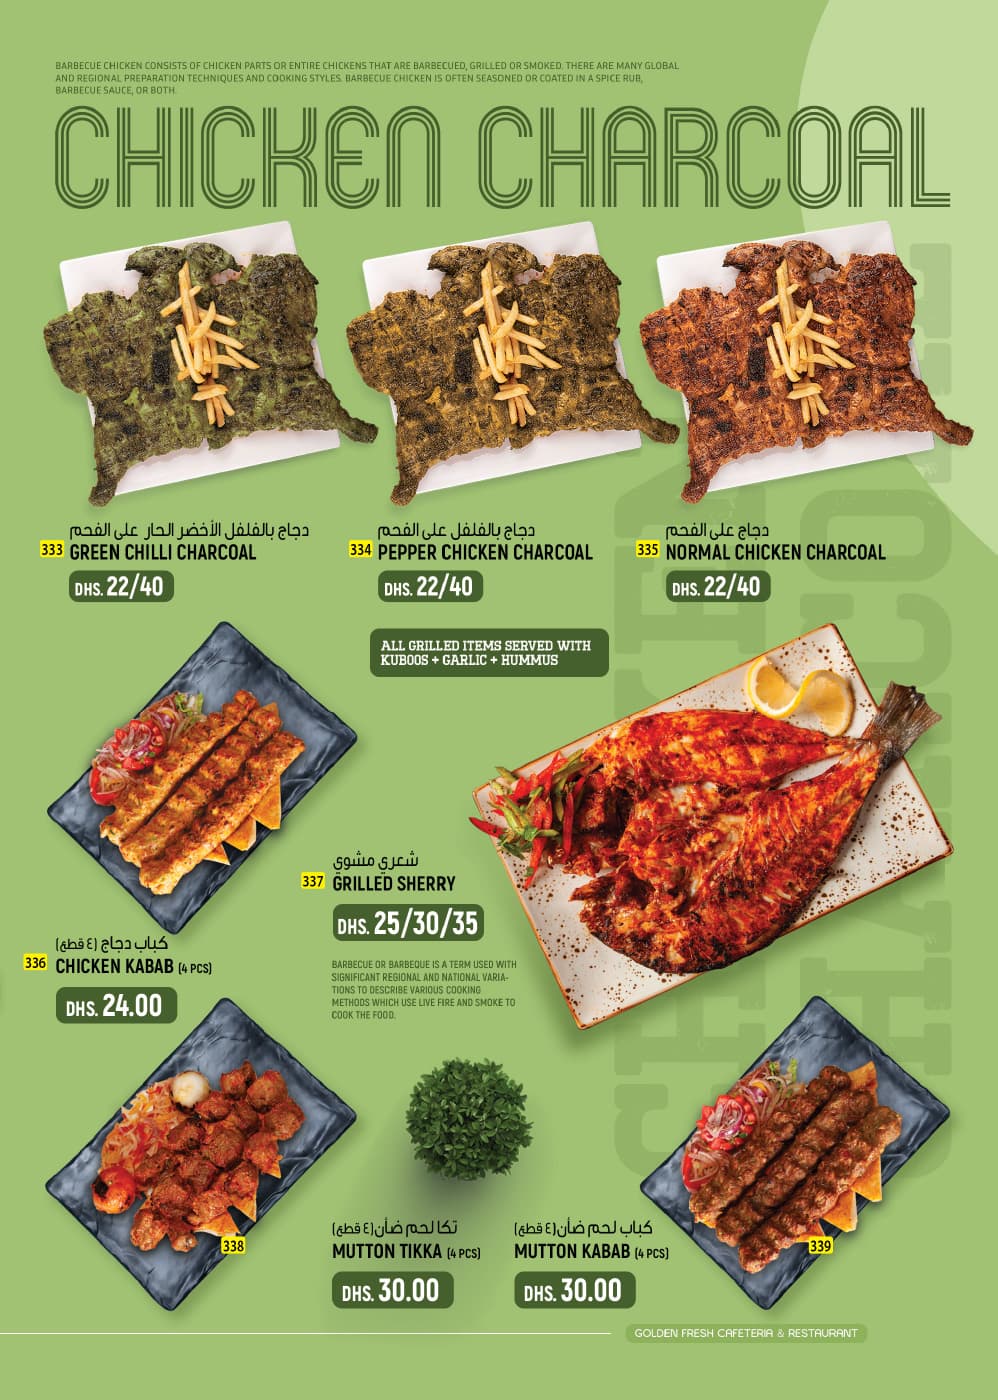 BARBECUE CHICKEN CONSISTS OF CHICKEN PARTS OR ENTIRE CHICKENS THAT ARE BARBECUED, GRILLED OR SMOKED. THERE ARE MANY GLOBAL
AND REGIONAL PREPARATION TECHNIQUES AND COOKING STYLES. BARBECUE CHICKEN IS OFTEN SEASONED OR COATED IN A SPICE RUB,
BARBECUE SAUCE, OR BOTH.
CHICKEN CHARCOAL
دجاج بالفلفل الأخضر الحار على الفحم
333 GREEN CHILLI CHARCOAL
DHS. 22/40
دجاج بالفلفل على الفحم
334 PEPPER CHICKEN CHARCOAL
DHS. 22/40
دجاج على الفحم
335 NORMAL CHICKEN CHARCOAL
DHS. 22/40
ALL GRILLED ITEMS SERVED WITH
KUBOOS + GARLIC + HUMMUS
شعري مشوي
337 GRILLED SHERRY
DHS. 25/30/35
BARBECUE OR BARBEQUE IS A TERM USED WITH
SIGNIFICANT REGIONAL AND NATIONAL VARIA-
TIONS TO DESCRIBE VARIOUS COOKING
METHODS WHICH USE LIVE FIRE AND SMOKE TO
COOK THE FOOD.
كباب دجاج (٤ قطع)
336 CHICKEN KABAB (4 PCS)
DHS. 24.00
338
تكا لحم ضأن(٤ قطع)
MUTTON TIKKA (4 PCS)
DHS. 30.00
كباب لحم ضأن(٤ قطع)
MUTTON KABAB (4 PCS)
DHS. 30.00
339
GOLDEN FRESH CAFETERIA & RESTAURANT